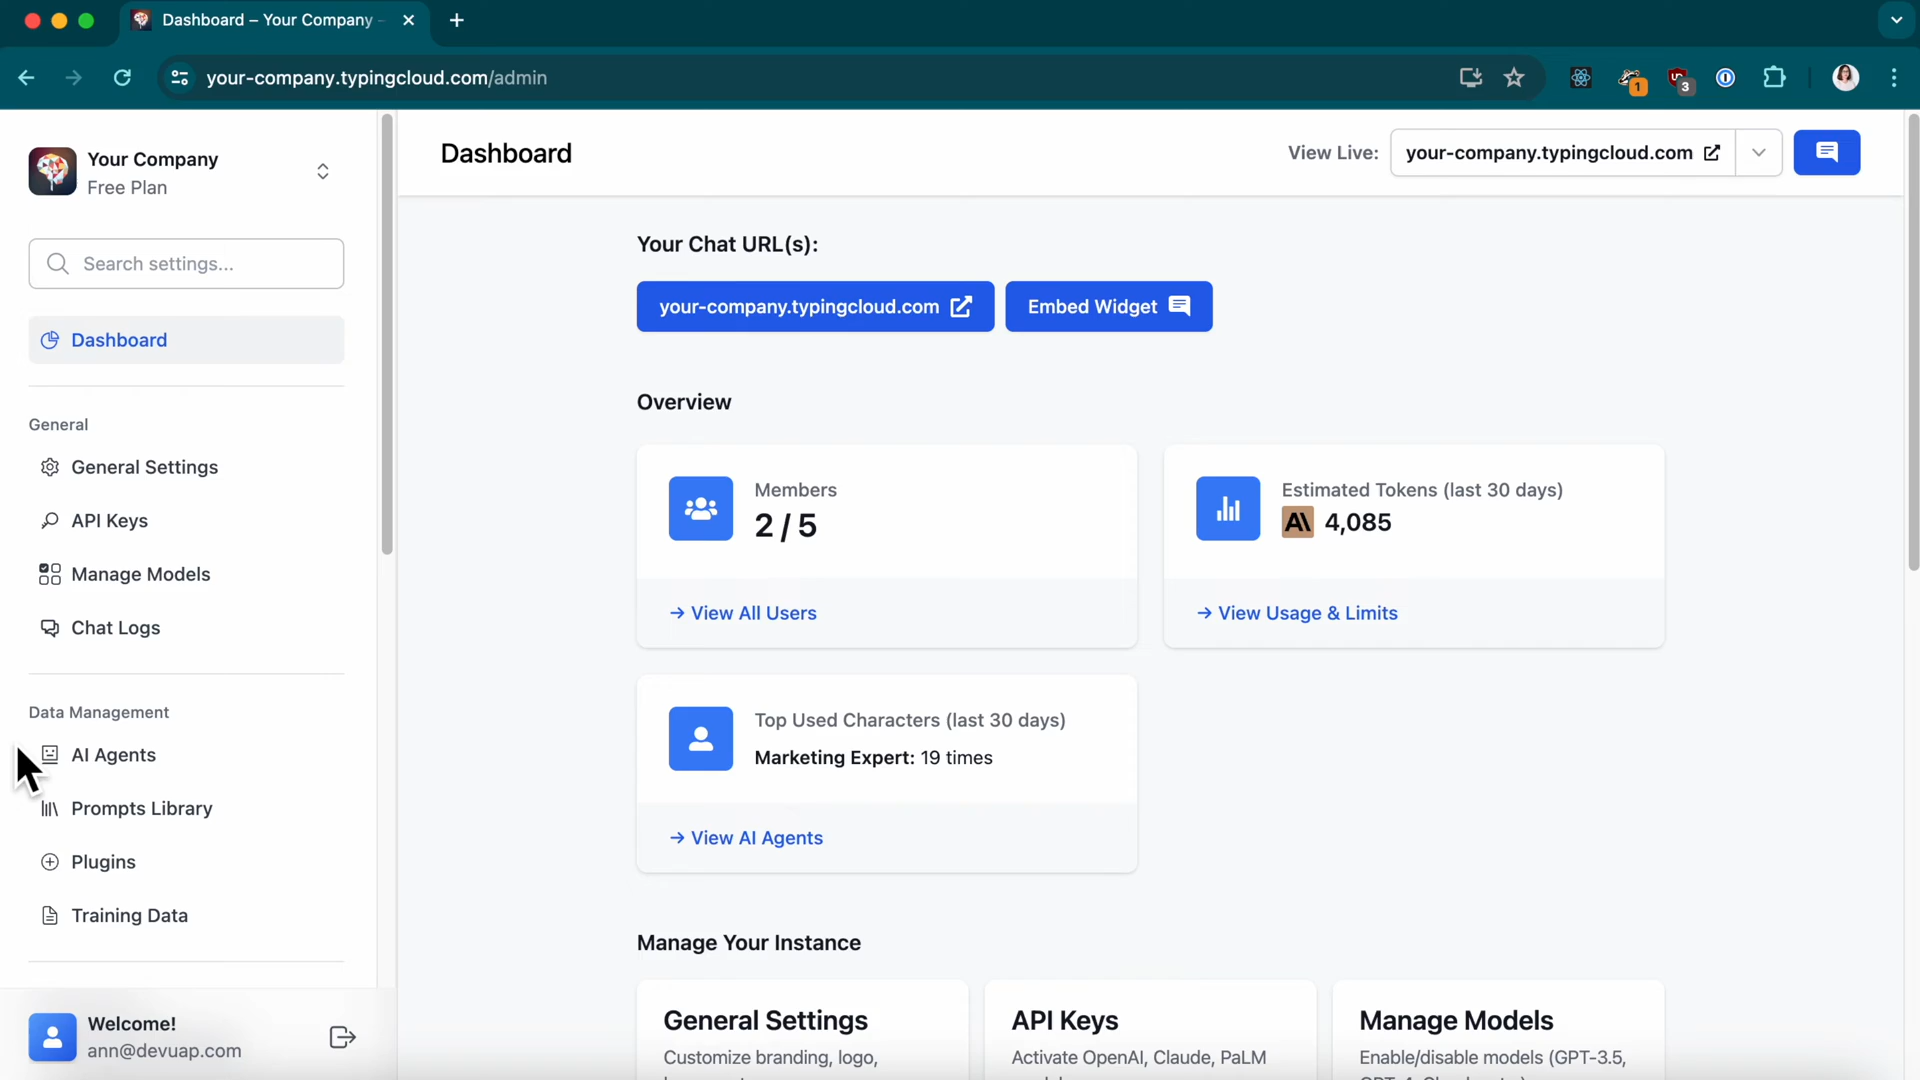 Dashboard – Your Company –
your-company.typingcloud.com/admin
1
3
Your Company
Free Plan
Search settings...
Dashboard
General
General Settings
API Keys
Manage Models
Chat Logs
Data Management
AI Agents
Prompts Library
Plugins
Training Data
Welcome!
ann@devuap.com
Dashboard
View Live:
your-company.typingcloud.com
Your Chat URL(s):
your-company.typingcloud.com
Embed Widget
Overview
Members
2 / 5
→ View All Users
Estimated Tokens (last 30 days)
4,085
→ View Usage & Limits
Top Used Characters (last 30 days)
Marketing Expert: 19 times
→ View AI Agents
Manage Your Instance
General Settings
Customize branding, logo,
API Keys
Activate OpenAI, Claude, PaLM
Manage Models
Enable/disable models (GPT-3.5,